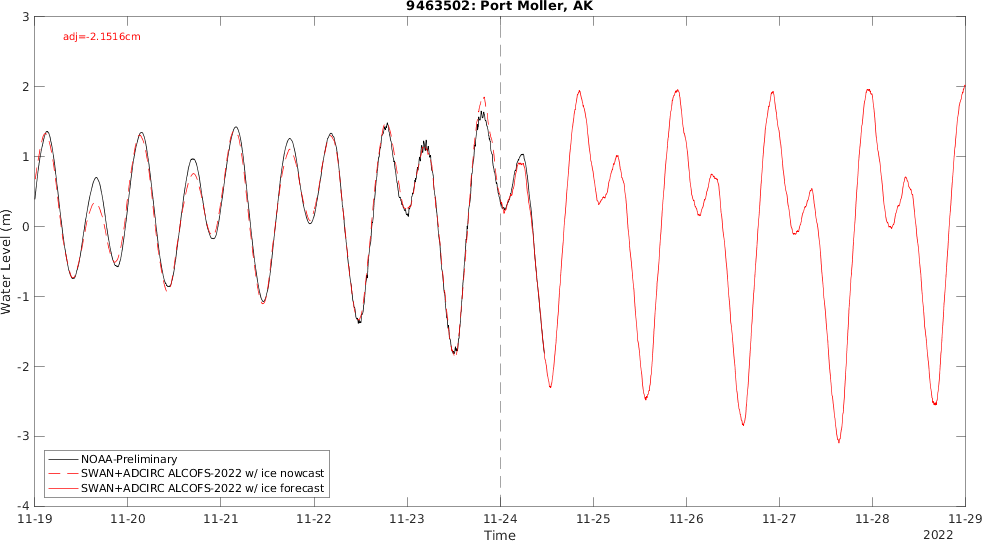 9463502: Port Moller, AK
adj=-2.1516cm
3
2
1
0
-1
-2
-3
-4
Water Level (m)
NOAA-Preliminary
SWAN+ADCIRC ALCOFS-2022 w/ ice nowcast
SWAN+ADCIRC ALCOFS-2022 w/ ice forecast
11-19 11-20 11-21 11-22 11-23 11-24 11-25 11-26 11-27 11-28 11-29
Time
2022